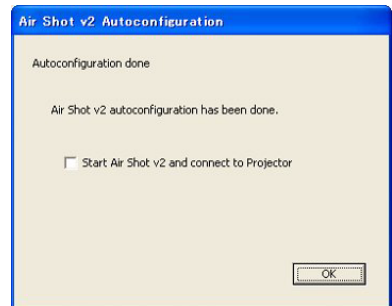 Air Shot v2 Autoconfiguration
Autoconfiguration done
Air Shot v2 autoconfiguration has been done.
Start Air Shot v2 and connect to Projector
OK